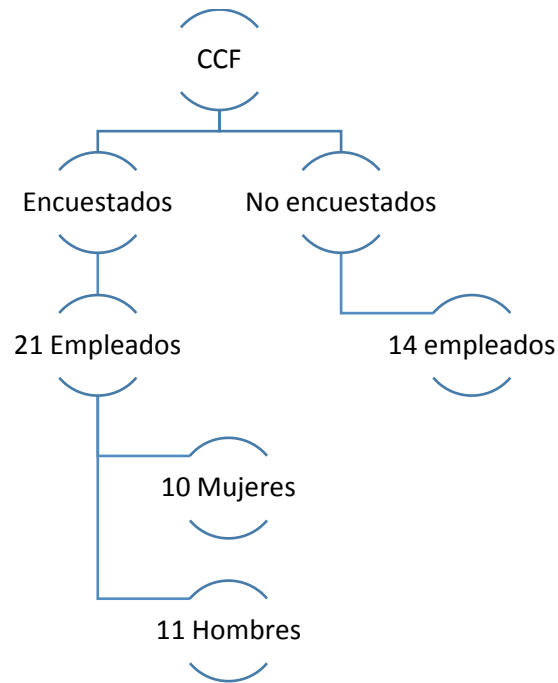 CCF
Encuestados
No encuestados
21 Empleados
14 empleados
10 Mujeres
11 Hombres